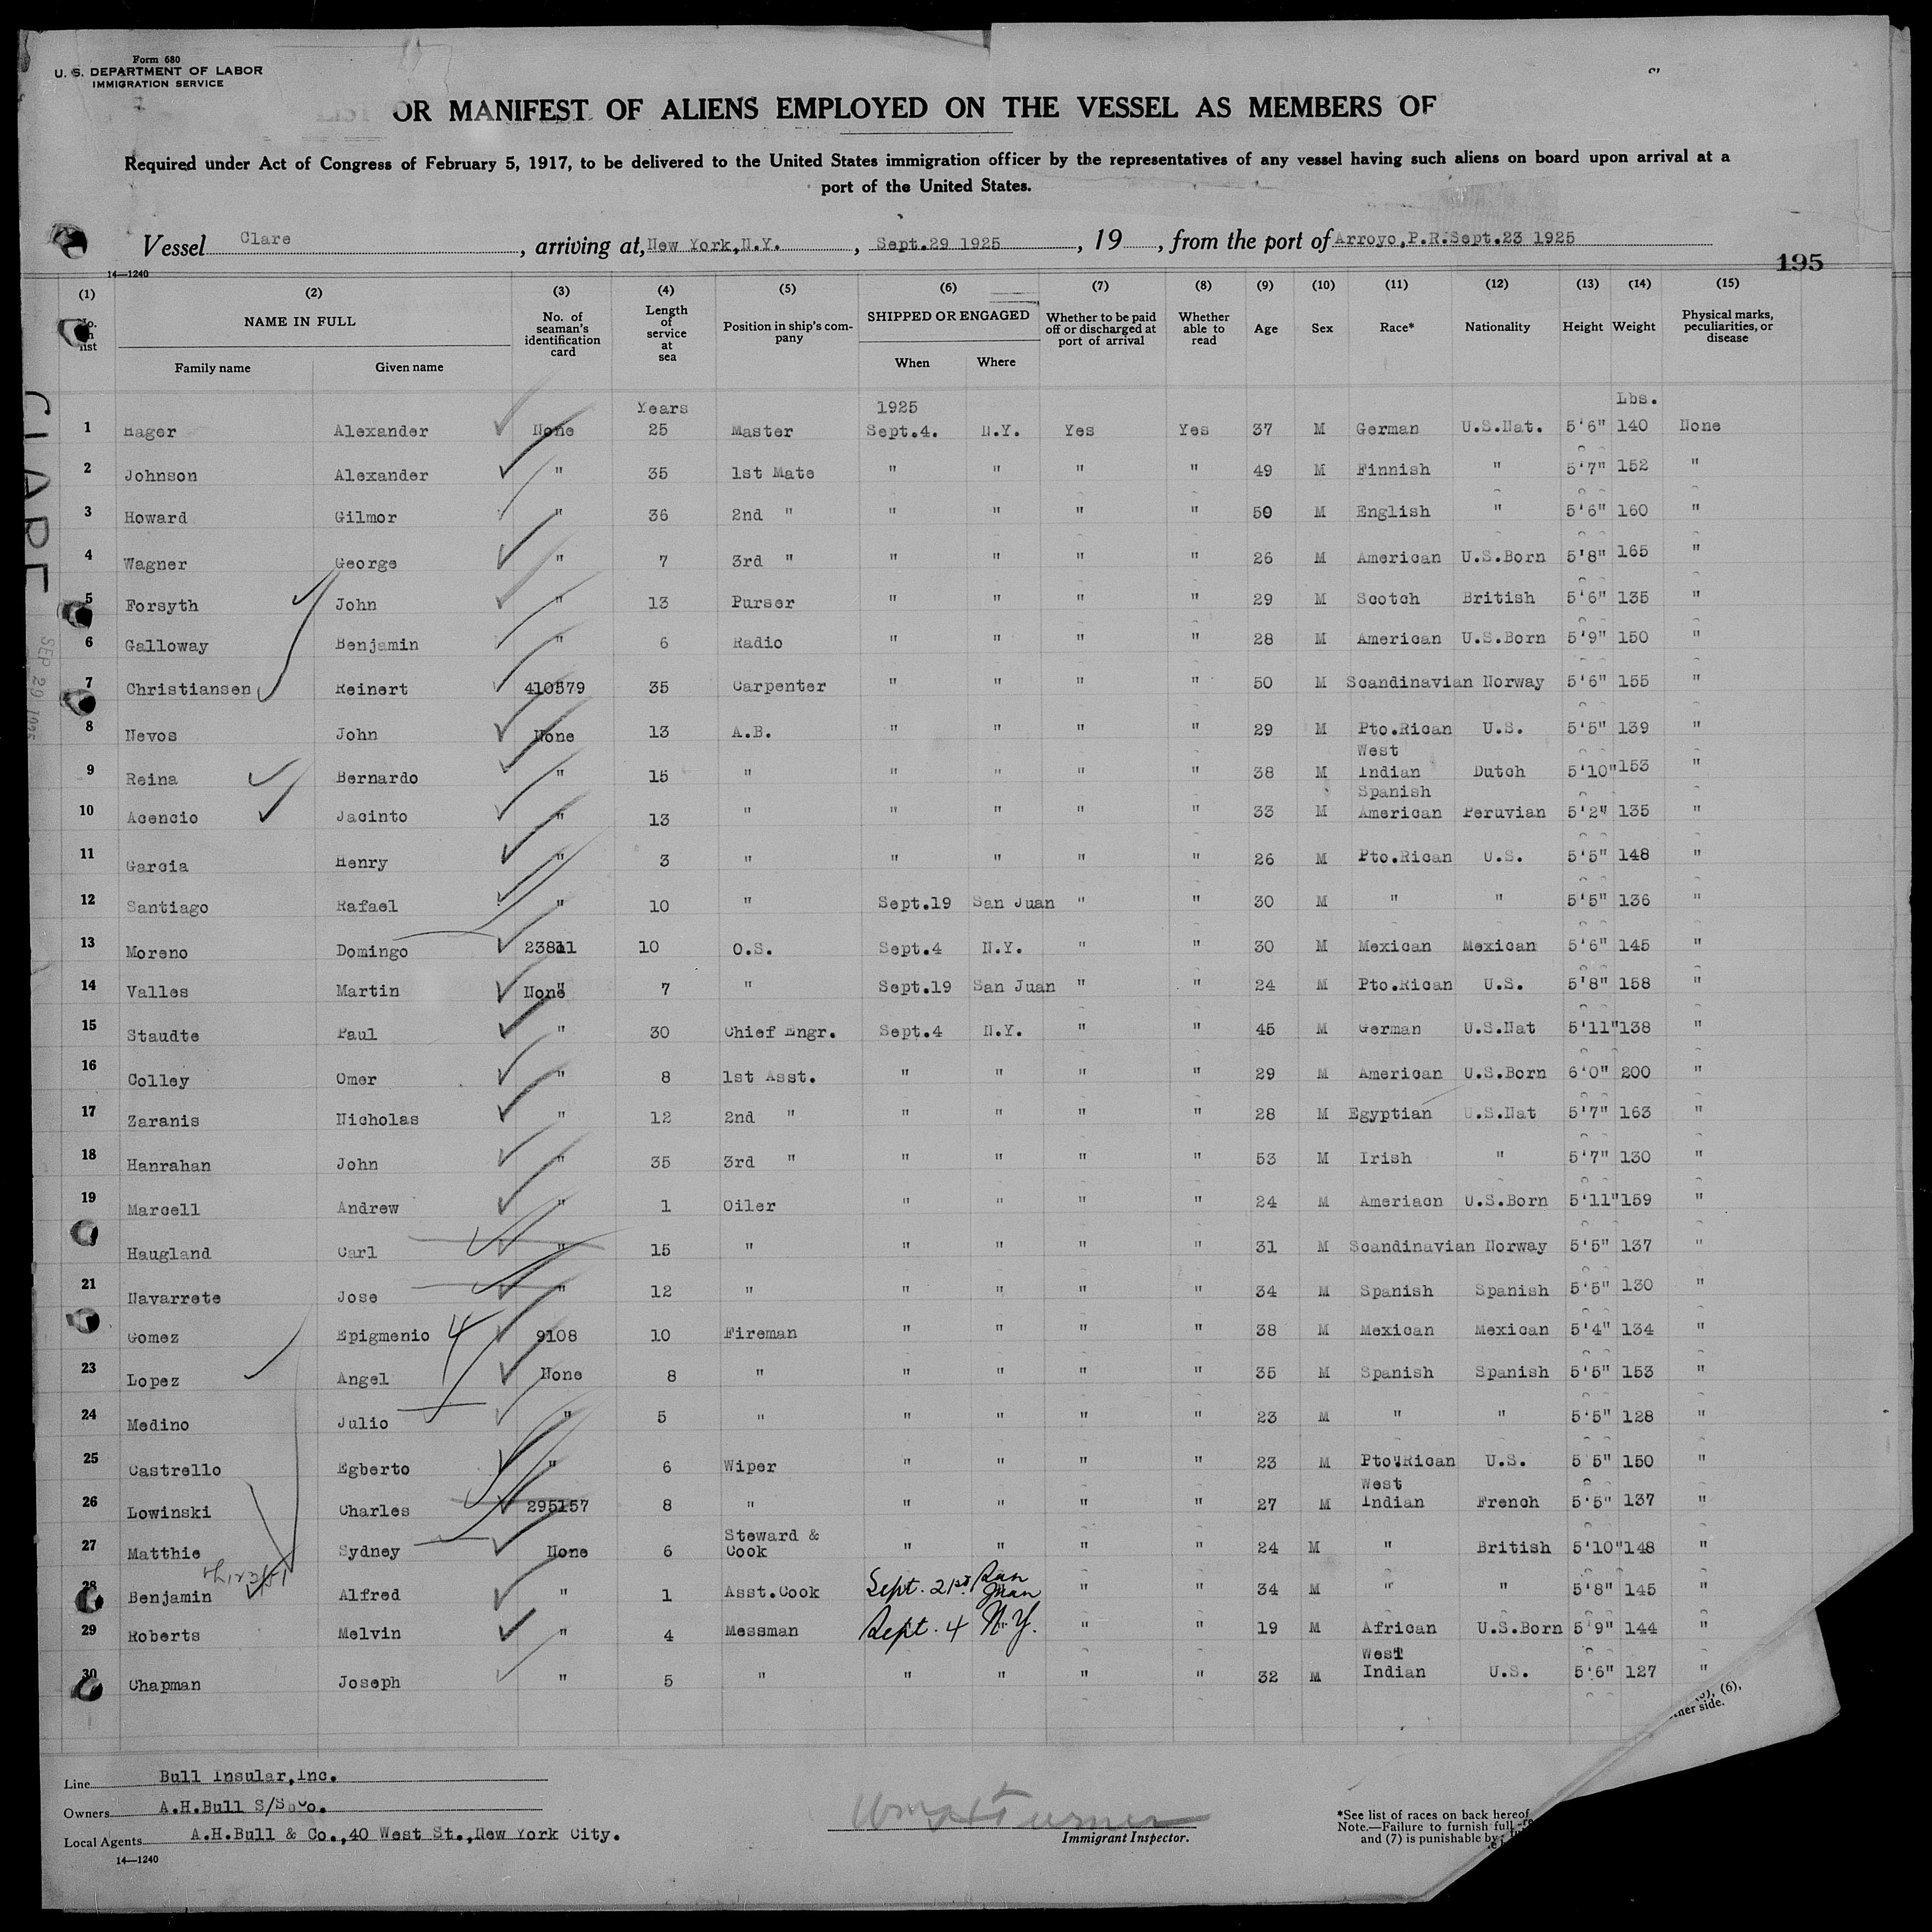 Form 680
U. S. DEPARTMENT OF LABOR
IMMIGRATION SERVICE
OR MANIFEST OF ALIENS EMPLOYED ON THE VESSEL AS MEMBERS OF
Required under Act of Congress of February 5, 1917, to be delivered to the United States immigration officer by the representatives of any vessel having such aliens on board upon arrival at a
port of the United States.
Vessel Clare, arriving at, New York, N.Y., Sept.29 1925, 19 , from the port of Arroyo,P.R.Sept.23 1925
195
14—1240
(1) (2) (3) (4) (5) (6) (7) (8) (9) (10) (11) (12) (13) (14) (15)
No. on list NAME IN FULL Family name Given name No. of seaman's identification card Length of service at sea Position in ship's company SHIPPED OR ENGAGED When Where Whether to be paid off or discharged at port of arrival Whether able to read Age Sex Race* Nationality Height Weight Physical marks, peculiarities, or disease
Years 1925 Lbs.
1 Hager Alexander None 25 Master Sept.4. N.Y. Yes Yes 37 M German U.S.Nat. 5'6" 140 None
2 Johnson Alexander " 35 1st Mate " " " " 49 M Finnish " 5'7" 152 "
3 Howard Gilmor " 36 2nd " " " " " 50 M English " 5'6" 160 "
4 Wagner George " 7 3rd " " " " " 26 M American U.S.Born 5'8" 165 "
5 Forsyth John " 13 Purser " " " " 29 M Scotch British 5'6" 135 "
6 Galloway Benjamin " 6 Radio " " " " 28 M American U.S.Born 5'9" 150 "
7 Christiansen Reinert 410579 35 Carpenter " " " " 50 M Scandinavian Norway 5'6" 155 "
8 Nevos John None 13 A.B. " " " " 29 M Pto.Rican U.S. 5'5" 139 "
9 Reina Bernardo " 15 " " " " " 38 M West Indian Dutch 5'10" 153 "
10 Acencio Jacinto " 13 " " " " " 33 M Spanish American Peruvian 5'2" 135 "
11 Garcia Henry " 3 " " " " " 26 M Pto.Rican U.S. 5'5" 148 "
12 Santiago Rafael " 10 " Sept.19 San Juan " " 30 M " " 5'5" 136 "
13 Moreno Domingo 23811 10 O.S. Sept.4 N.Y. " " 30 M Mexican Mexican 5'6" 145 "
14 Valles Martin None 7 " Sept.19 San Juan " " 24 M Pto.Rican U.S. 5'8" 158 "
15 Staudte Paul " 30 Chief Engr. Sept.4 N.Y. " " 45 M German U.S.Nat 5'11" 138 "
16 Colley Omer " 8 1st Asst. " " " " 29 M American U.S.Born 6'0" 200 "
17 Zaranis Nicholas " 12 2nd " " " " " 28 M Egyptian U.S.Nat 5'7" 163 "
18 Hanrahan John " 35 3rd " " " " " 53 M Irish " 5'7" 130 "
19 Marcell Andrew " 1 Oiler " " " " 24 M Ameriacn U.S.Born 5'11" 159 "
Haugland Carl " 15 " " " " " 31 M Scandinavian Norway 5'5" 137 "
21 Navarrete Jose " 12 " " " " " 34 M Spanish Spanish 5'5" 130 "
Gomez Epigmenio 4 9108 10 Fireman " " " " 38 M Mexican Mexican 5'4" 134 "
23 Lopez Angel None 8 " " " " " 35 M Spanish Spanish 5'5" 153 "
24 Medino Julio " 5 " " " " " 23 M " " 5'5" 128 "
25 Castrello Egberto " 6 Wiper " " " " 23 M Pto.Rican U.S. 5'5" 150 "
26 Lowinski Charles 295157 8 " " " " " 27 M West Indian French 5'5" 137 "
27 Matthie Sydney None 6 Steward & Cook " " " " 24 M " British 5'10" 148 "
28 Benjamin Alfred " 1 Asst.Cook Sept. 21st San Juan " " 34 M " " 5'8" 145 "
29 Roberts Melvin " 4 Messman Sept. 4 N.Y. " " 19 M African U.S.Born 5'9" 144 "
30 Chapman Joseph " 5 " " " " " 32 M West Indian U.S. 5'6" 127 "
CLARE
SEP 29 1925
(6),
other side.
Line Bull Insular,Inc.
Owners A.H.Bull S/S Co.
Local Agents A.H.Bull & Co.,40 West St.,New York City.
14—1240
Wm H Turner
Immigrant Inspector.
*See list of races on back hereof
Note.—Failure to furnish full
and (7) is punishable by